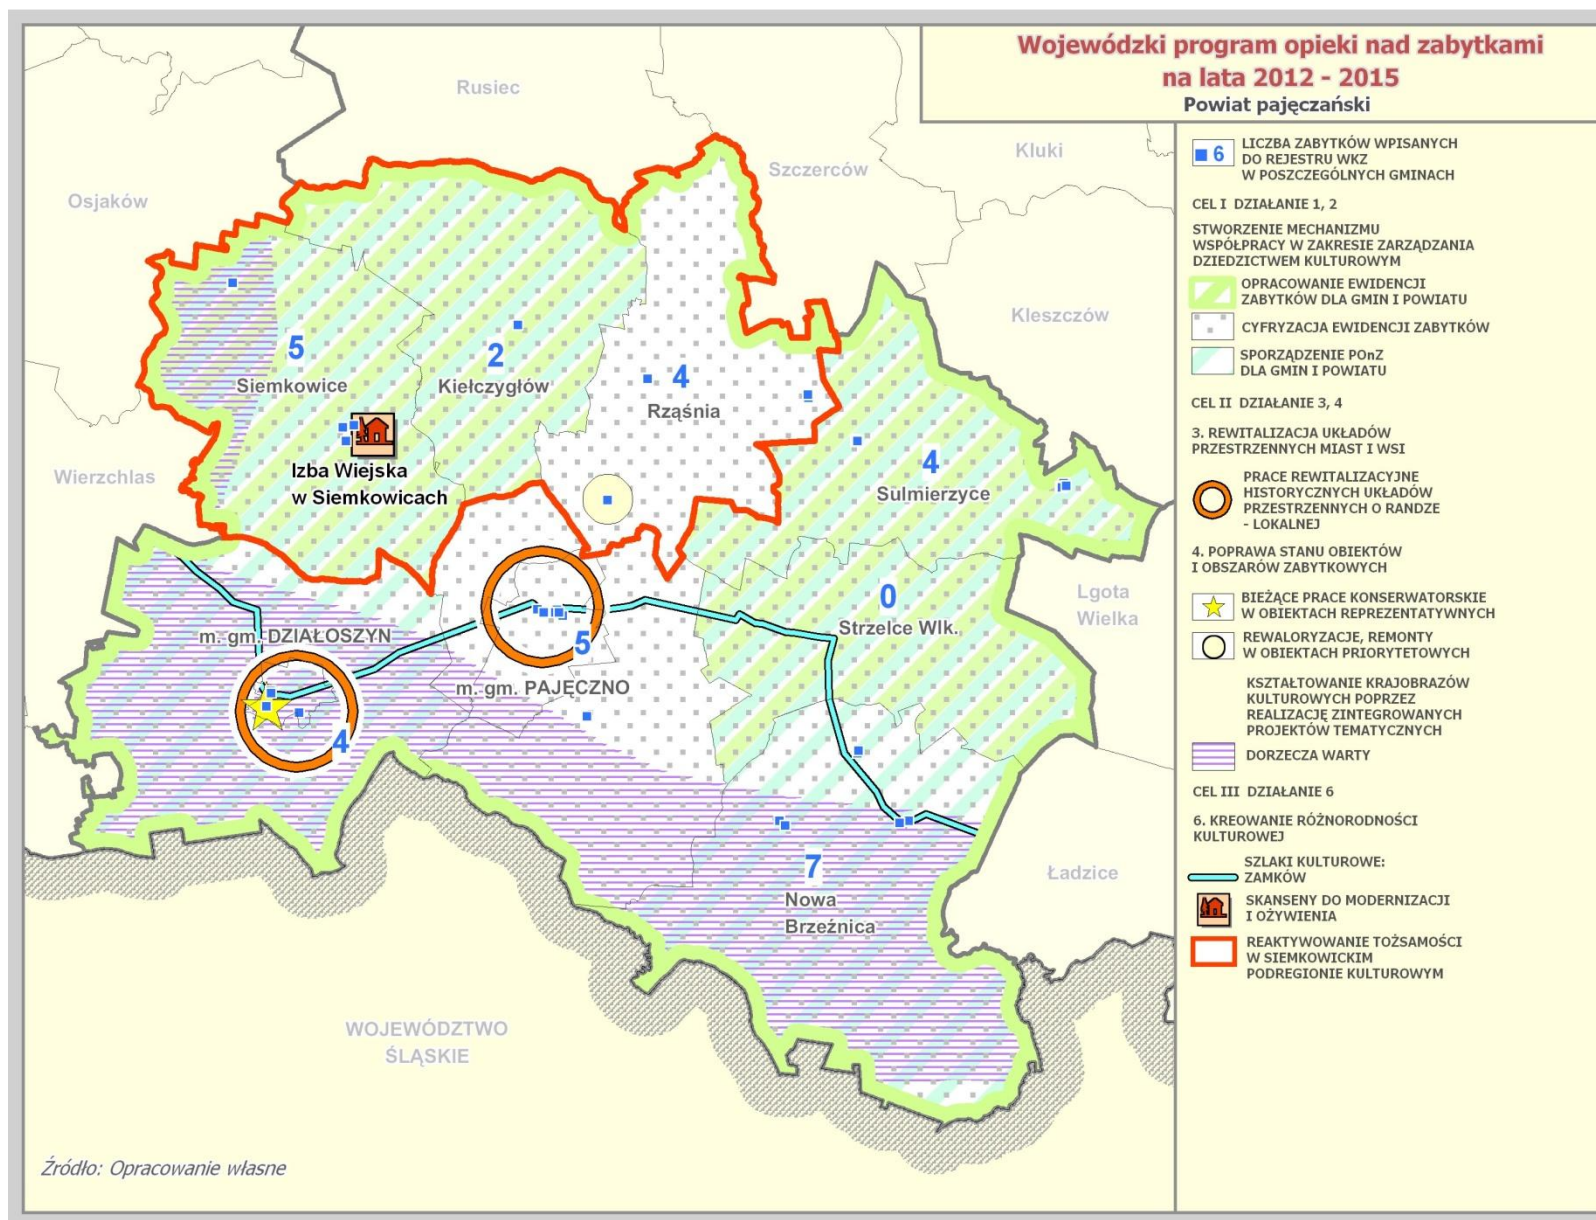 Wojewódzki program opieki nad zabytkami
na lata 2012 - 2015
Powiat pajęczański
Rusiec
Kluki
Szczerców
Osjaków
Kleszczów
5
Siemkowice
2
Kiełczygłów
4
Rząśnia
Izba Wiejska
w Siemkowicach
Wierzchlas
4
Sulmierzyce
0
Strzelce Wlk.
Lgota
Wielka
m. gm. DZIAŁOSZYN
4
5
m. gm. PAJĘCZNO
7
Nowa
Brzeźnica
Ładzice
WOJEWÓDZTWO
ŚLĄSKIE
Źródło: Opracowanie własne
6 LICZBA ZABYTKÓW WPISANYCH
DO REJESTRU WKZ
W POSZCZEGÓLNYCH GMINACH
CEL I DZIAŁANIE 1, 2
STWORZENIE MECHANIZMU
WSPÓŁPRACY W ZAKRESIE ZARZĄDZANIA
DZIEDZICTWEM KULTUROWYM
OPRACOWANIE EWIDENCJI
ZABYTKÓW DLA GMIN I POWIATU
CYFRYZACJA EWIDENCJI ZABYTKÓW
SPORZĄDZENIE POnZ
DLA GMIN I POWIATU
CEL II DZIAŁANIE 3, 4
3. REWITALIZACJA UKŁADÓW
PRZESTRZENNYCH MIAST I WSI
PRACE REWITALIZACYJNE
HISTORYCZNYCH UKŁADÓW
PRZESTRZENNYCH O RANDZE
- LOKALNEJ
4. POPRAWA STANU OBIEKTÓW
I OBSZARÓW ZABYTKOWYCH
BIEŻĄCE PRACE KONSERWATORSKIE
W OBIEKTACH REPREZENTATYWNYCH
REWALORYZACJE, REMONTY
W OBIEKTACH PRIORYTETOWYCH
KSZTAŁTOWANIE KRAJOBRAZÓW
KULTUROWYCH POPRZEZ
REALIZACJĘ ZINTEGROWANYCH
PROJEKTÓW TEMATYCZNYCH
DORZECZA WARTY
CEL III DZIAŁANIE 6
6. KREOWANIE RÓŻNORODNOŚCI
KULTUROWEJ
SZLAKI KULTUROWE:
ZAMKÓW
SKANSENY DO MODERNIZACJI
I OŻYWIENIA
REAKTYWOWANIE TOŻSAMOŚCI
W SIEMKOWICKIM
PODREGIONIE KULTUROWYM